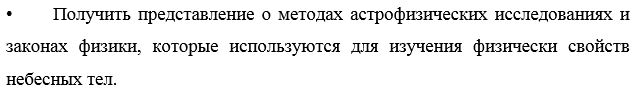 • Получить представление о методах астрофизических исследованиях и
законах физики, которые используются для изучения физически свойств
небесных тел.